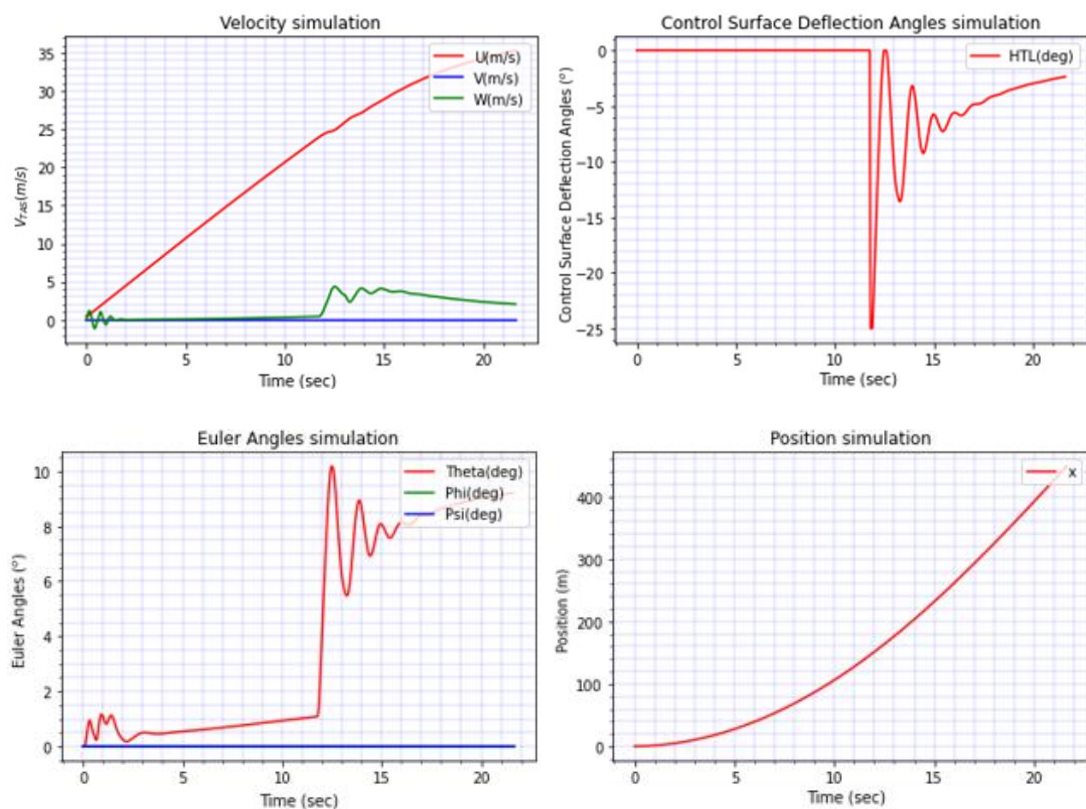 Velocity simulation
35
30
25
20
15
10
5
0
V_TAS(m/s)
U(m/s)
V(m/s)
W(m/s)
0 5 10 15 20
Time (sec)
Control Surface Deflection Angles simulation
0
−5
−10
−15
−20
−25
Control Surface Deflection Angles (°)
HTL(deg)
0 5 10 15 20
Time (sec)
Euler Angles simulation
10
8
6
4
2
0
Euler Angles (°)
Theta(deg)
Phi(deg)
Psi(deg)
0 5 10 15 20
Time (sec)
Position simulation
400
300
200
100
0
Position (m)
x
0 5 10 15 20
Time (sec)